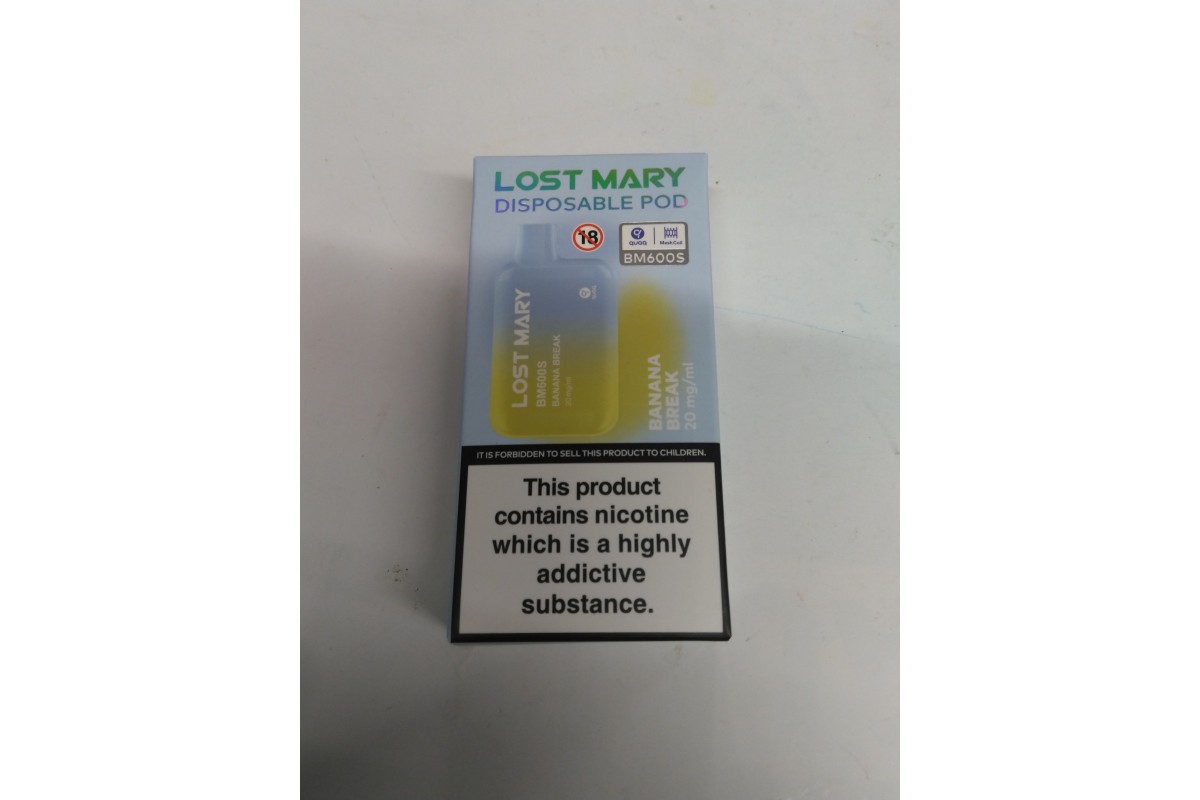 LOST MARY
DISPOSABLE POD
18
QUAQ
Mesh Coil
BM600S
LOST MARY
BM600S
BANANA BREAK
BANANA
BREAK
20 mg/ml
IT IS FORBIDDEN TO SELL THIS PRODUCT TO CHILDREN.
This product
contains nicotine
which is a highly
addictive
substance.